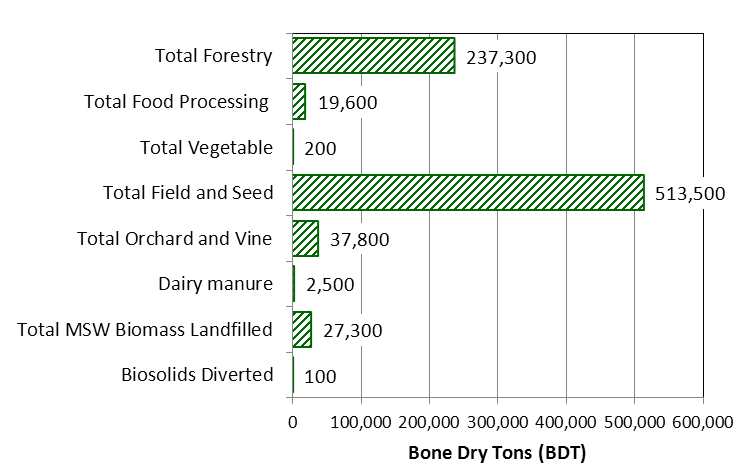 Total Forestry 237,300
Total Food Processing 19,600
Total Vegetable 200
Total Field and Seed 513,500
Total Orchard and Vine 37,800
Dairy manure 2,500
Total MSW Biomass Landfilled 27,300
Biosolids Diverted 100
0 100,000 200,000 300,000 400,000 500,000 600,000
Bone Dry Tons (BDT)